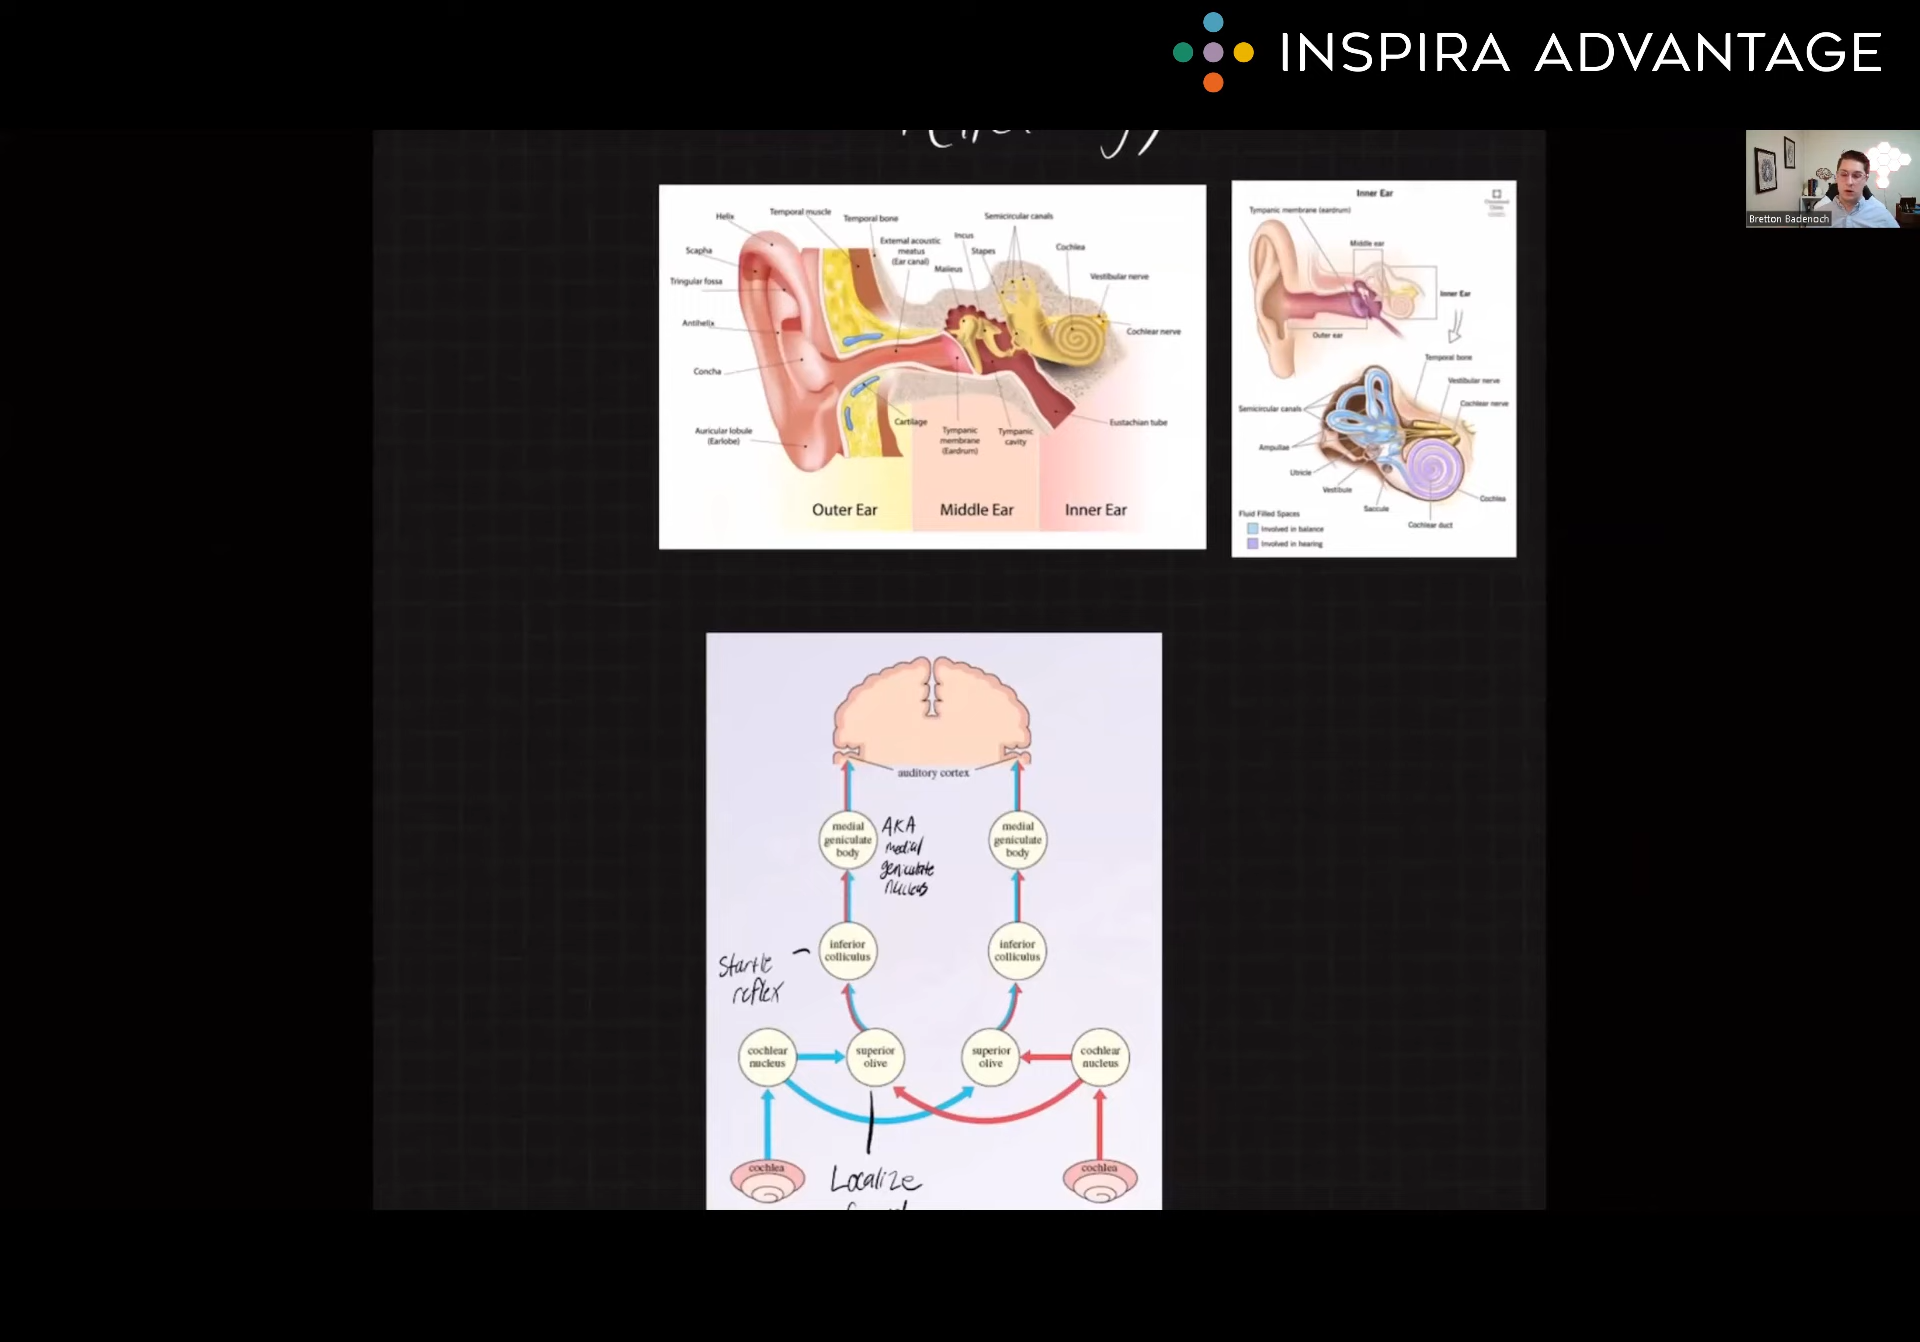 INSPIRA ADVANTAGE
Bretton Badenoch
Helix
Temporal muscle
Temporal bone
Semicircular canals
Scapha
External acoustic
meatus
(Ear canal)
Incus
Stapes
Cochlea
Malleus
Tringular fossa
Vestibular nerve
Antihelix
Cochlear nerve
Concha
Cartilage
Eustachian tube
Auricular lobule
(Earlobe)
Tympanic
membrane
(Eardrum)
Tympanic
cavity
Outer Ear
Middle Ear
Inner Ear
Inner Ear
Tympanic membrane (eardrum)
Middle ear
Inner Ear
Outer ear
Temporal bone
Vestibular nerve
Cochlear nerve
Semicircular canals
Ampullae
Utricle
Vestibule
Saccule
Cochlea
Cochlear duct
Fluid Filled Spaces
Involved in balance
Involved in hearing
auditory cortex
medial
geniculate
body
AKA
medial
geniculate
nucleus
medial
geniculate
body
inferior
colliculus
inferior
colliculus
Startle
reflex
cochlear
nucleus
superior
olive
superior
olive
cochlear
nucleus
cochlea
cochlea
Localize